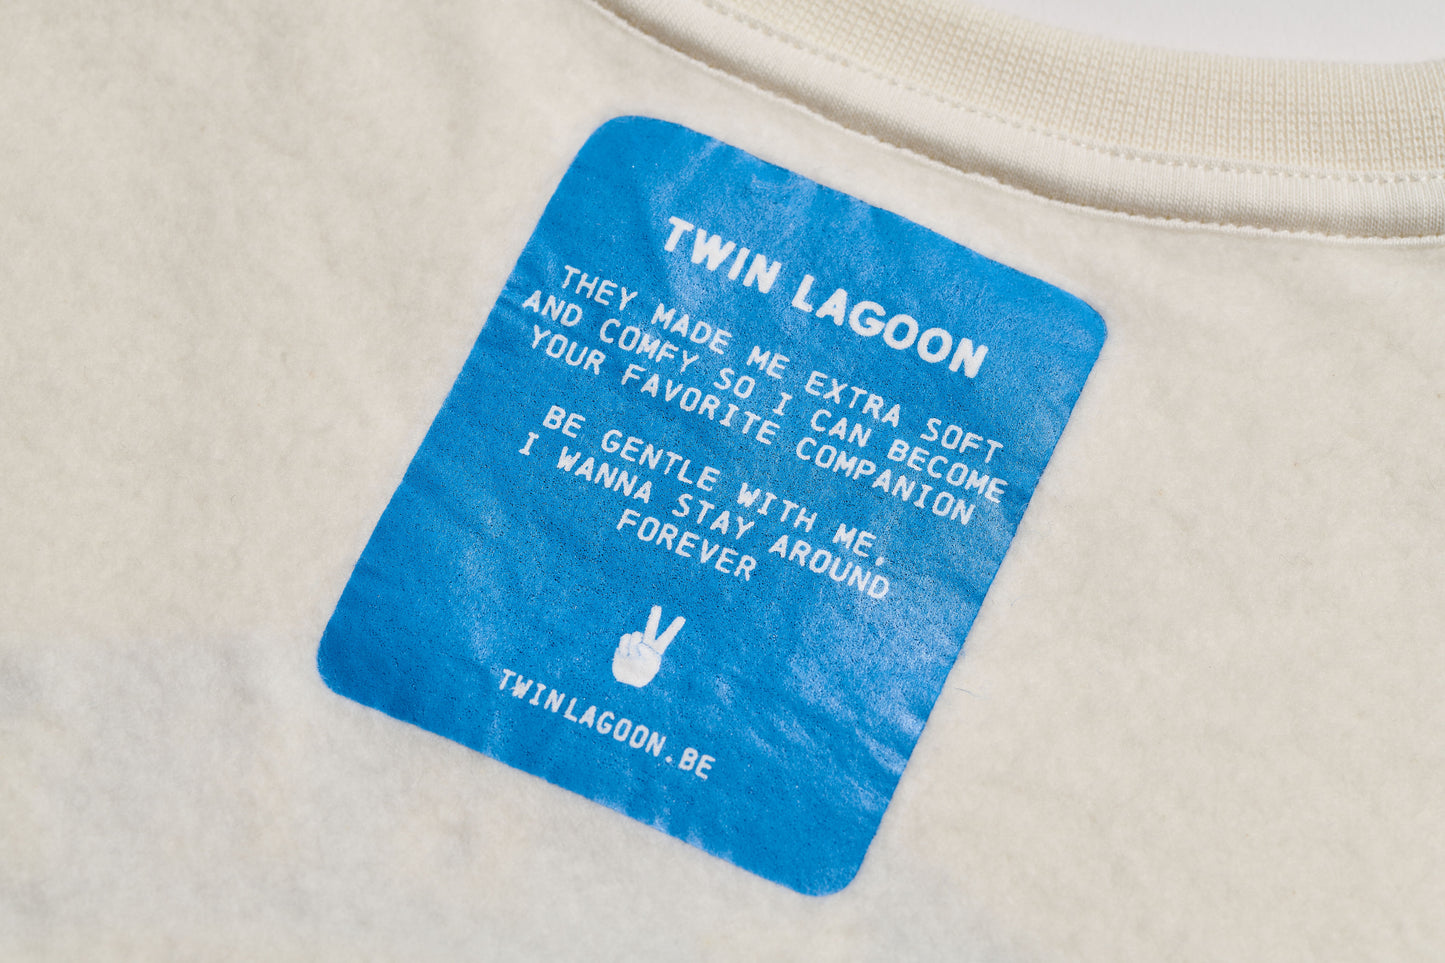 TWIN LAGOON
THEY MADE ME EXTRA SOFT
AND COMFY SO I CAN BECOME
YOUR FAVORITE COMPANION
BE GENTLE WITH ME,
I WANNA STAY AROUND
FOREVER
TWINLAGOON.BE